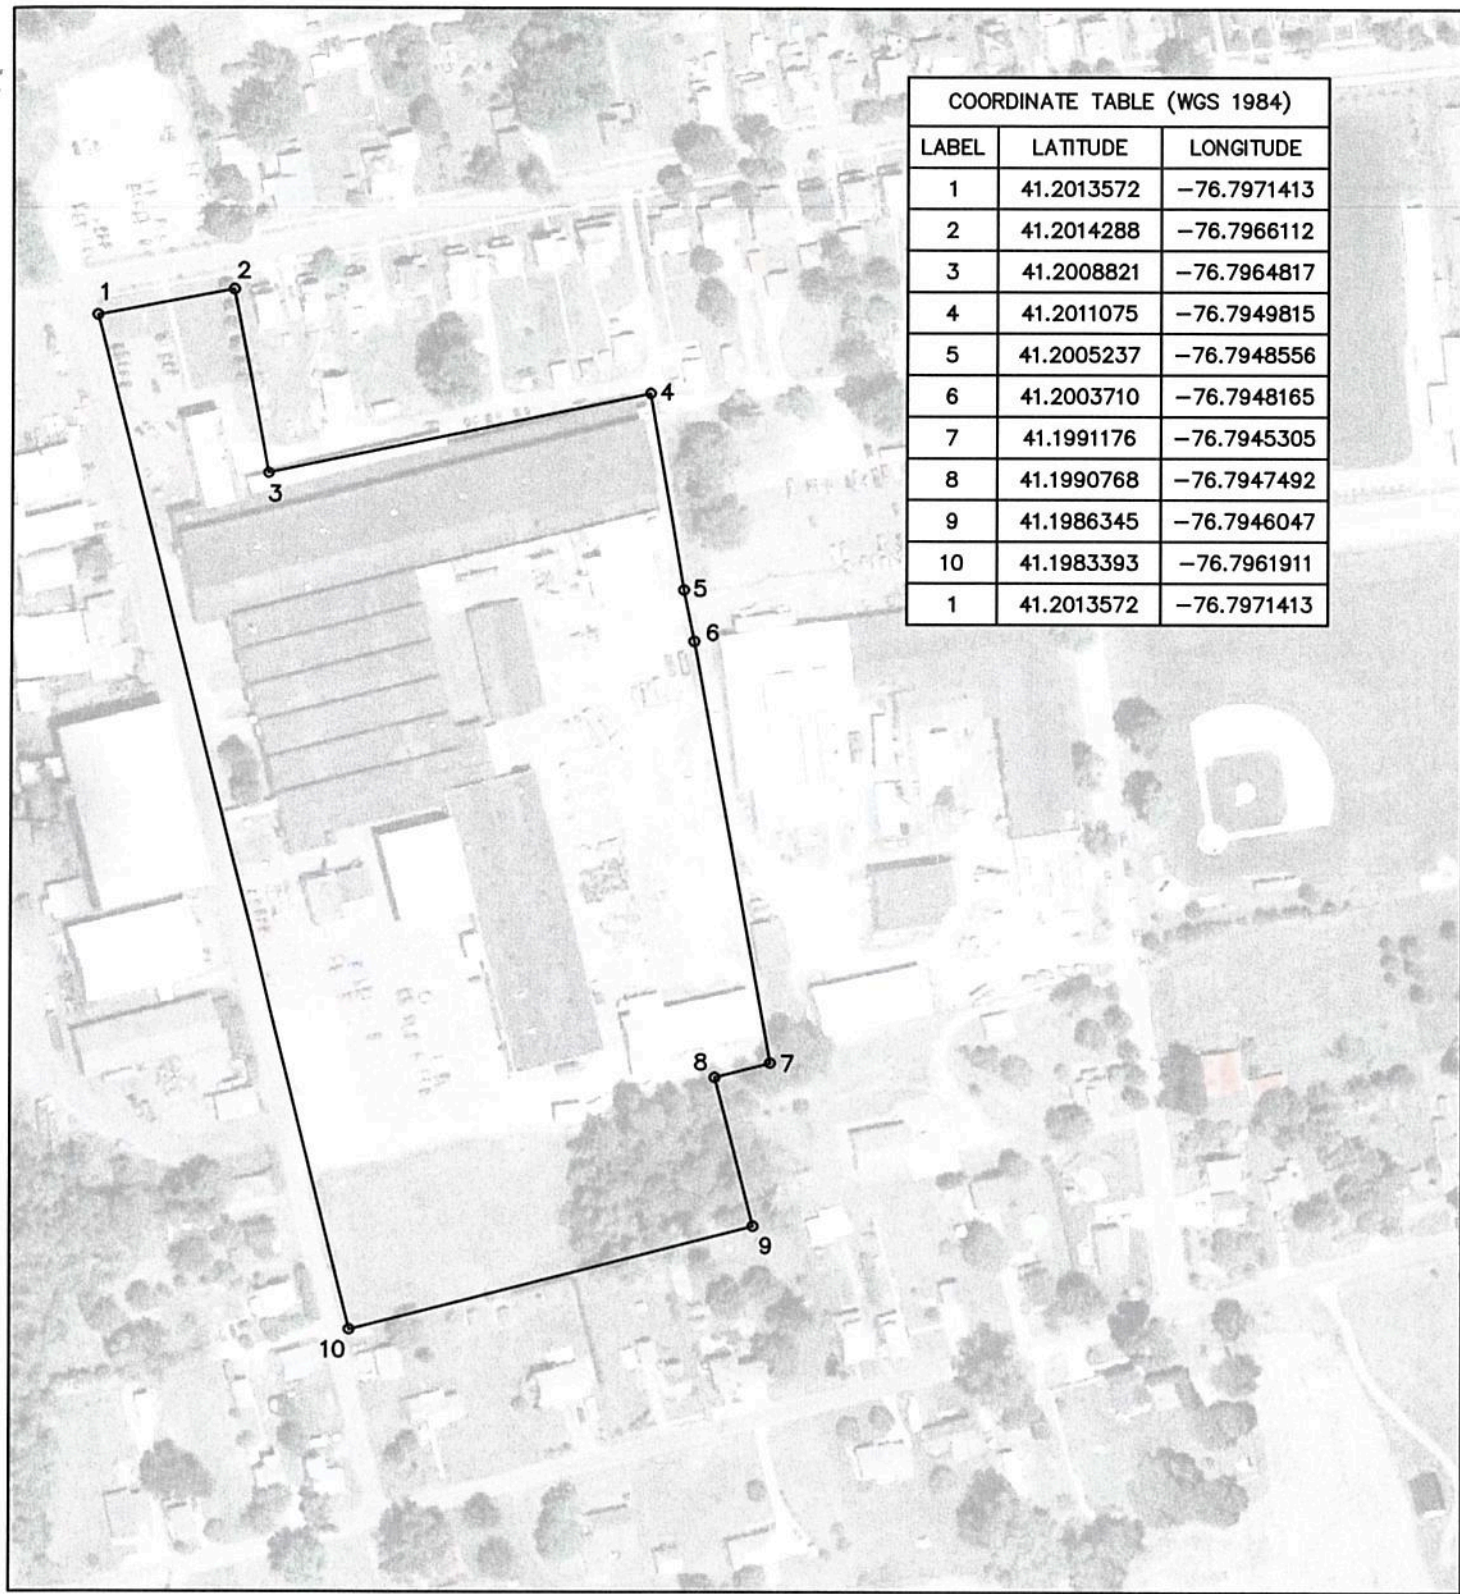 COORDINATE TABLE (WGS 1984)
LABEL LATITUDE LONGITUDE
1 41.2013572 −76.7971413
2 41.2014288 −76.7966112
3 41.2008821 −76.7964817
4 41.2011075 −76.7949815
5 41.2005237 −76.7948556
6 41.2003710 −76.7948165
7 41.1991176 −76.7945305
8 41.1990768 −76.7947492
9 41.1986345 −76.7946047
10 41.1983393 −76.7961911
1 41.2013572 −76.7971413
1
2
3
4
5
6
7
8
9
10